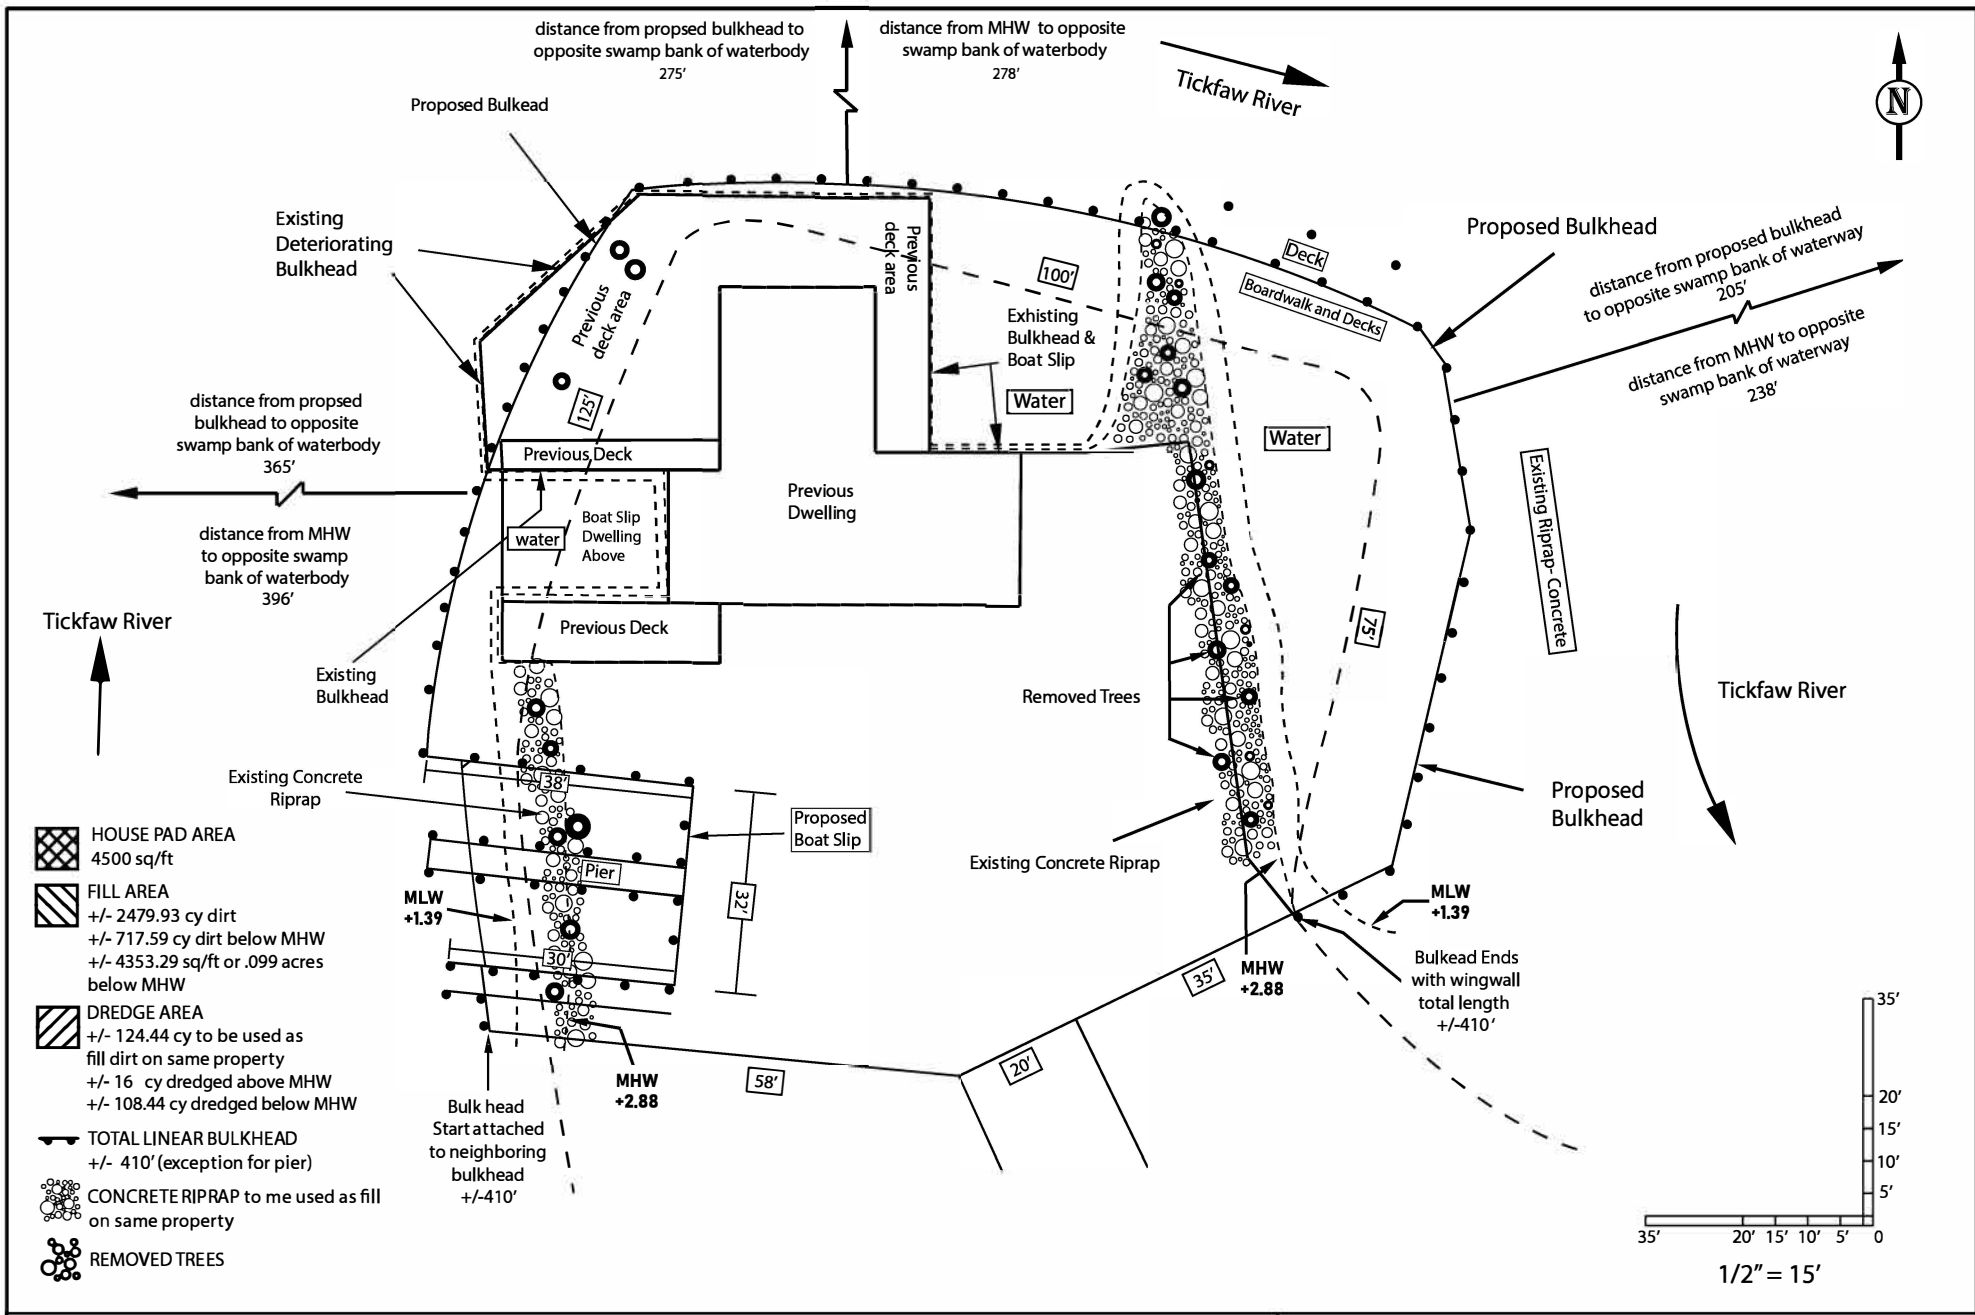 distance from propsed bulkhead to
opposite swamp bank of waterbody
275'
distance from MHW to opposite
swamp bank of waterbody
278'
Tickfaw River
N
Proposed Bulkead
Existing
Deteriorating
Bulkhead
Previous
deck area
Previous
deck area
100'
125'
Exhisting
Bulkhead &
Boat Slip
Water
Deck
Boardwalk and Decks
Proposed Bulkhead
distance from proposed bulkhead
to opposite swamp bank of waterway
205'
distance from MHW to opposite
swamp bank of waterway
238'
Water
Existing Riprap- Concrete
distance from propsed
bulkhead to opposite
swamp bank of waterbody
365'
distance from MHW
to opposite swamp
bank of waterbody
396'
Tickfaw River
Previous Deck
water
Boat Slip
Dwelling
Above
Previous
Dwelling
Previous Deck
Existing
Bulkhead
Removed Trees
75'
Tickfaw River
Existing Concrete
Riprap
38'
Proposed
Boat Slip
Pier
32'
30'
MLW
+1.39
Existing Concrete Riprap
Proposed
Bulkhead
MLW
+1.39
MHW
+2.88
Bulkead Ends
with wingwall
total length
+/-410'
35'
20'
58'
MHW
+2.88
Bulk head
Start attached
to neighboring
bulkhead
+/-410'
HOUSE PAD AREA
4500 sq/ft
FILL AREA
+/- 2479.93 cy dirt
+/- 717.59 cy dirt below MHW
+/- 4353.29 sq/ft or .099 acres
below MHW
DREDGE AREA
+/- 124.44 cy to be used as
fill dirt on same property
+/- 16 cy dredged above MHW
+/- 108.44 cy dredged below MHW
TOTAL LINEAR BULKHEAD
+/- 410' (exception for pier)
CONCRETE RIPRAP to me used as fill
on same property
REMOVED TREES
35'
20'
15'
10'
5'
35' 20' 15' 10' 5' 0
1/2" = 15'